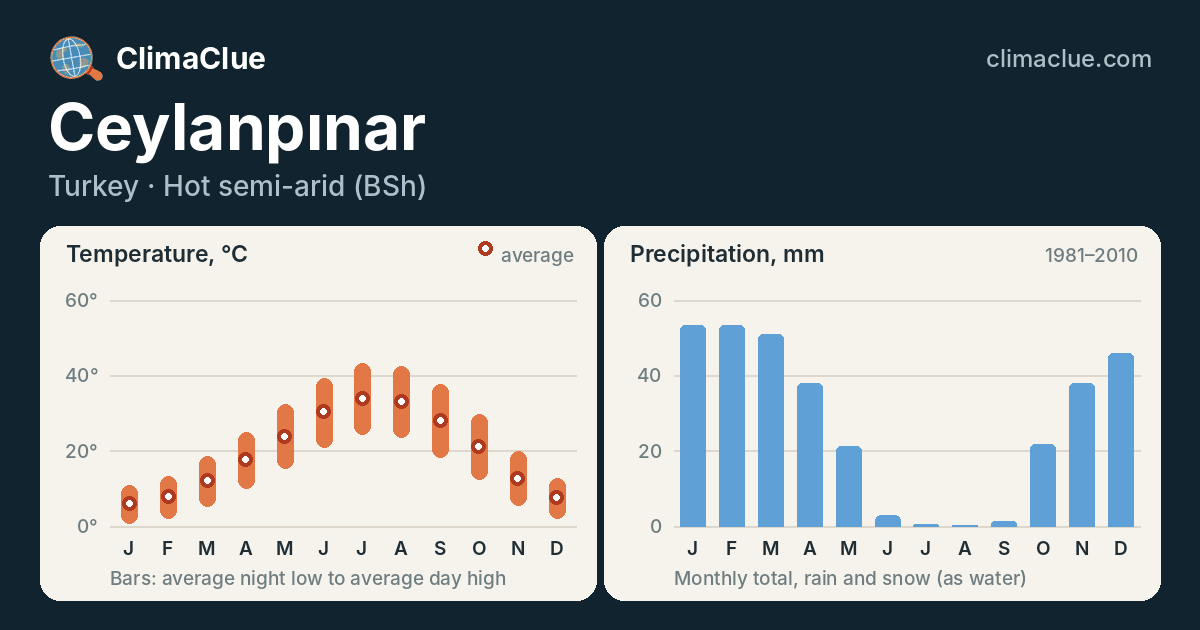 ClimaClue
climaclue.com
Ceylanpınar
Turkey · Hot semi-arid (BSh)
Temperature, °C
average
60°
40°
20°
0°
J F M A M J J A S O N D
Bars: average night low to average day high
Precipitation, mm
1981–2010
60
40
20
0
J F M A M J J A S O N D
Monthly total, rain and snow (as water)